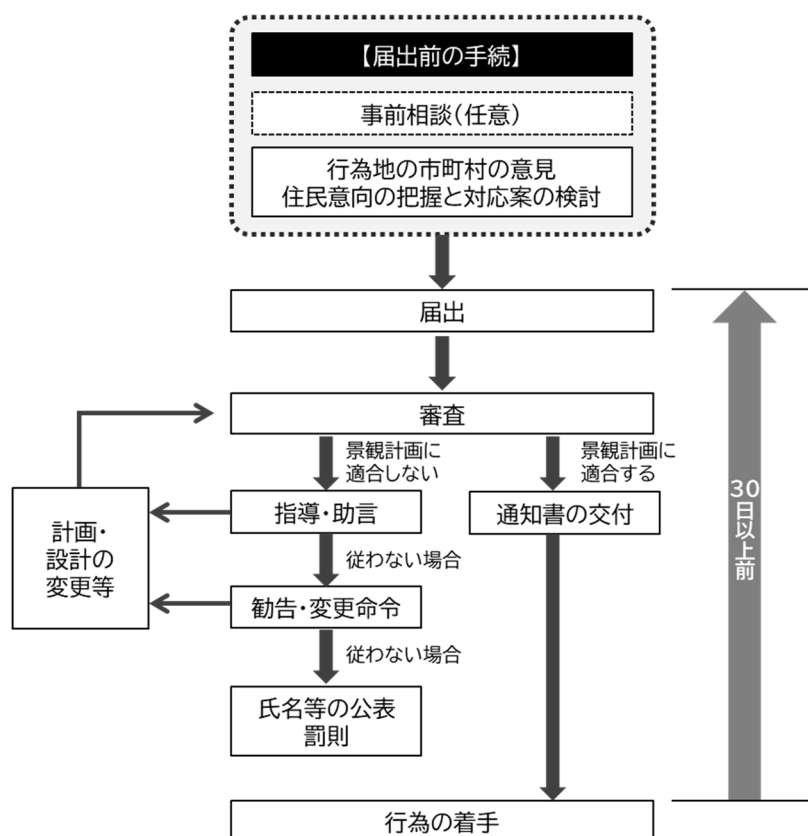 【届出前の手続】
事前相談(任意)
行為地の市町村の意見
住民意向の把握と対応案の検討
届出
審査
景観計画に
適合しない
景観計画に
適合する
指導・助言
通知書の交付
計画・
設計の
変更等
従わない場合
勧告・変更命令
従わない場合
氏名等の公表
罰則
行為の着手
30日以上前